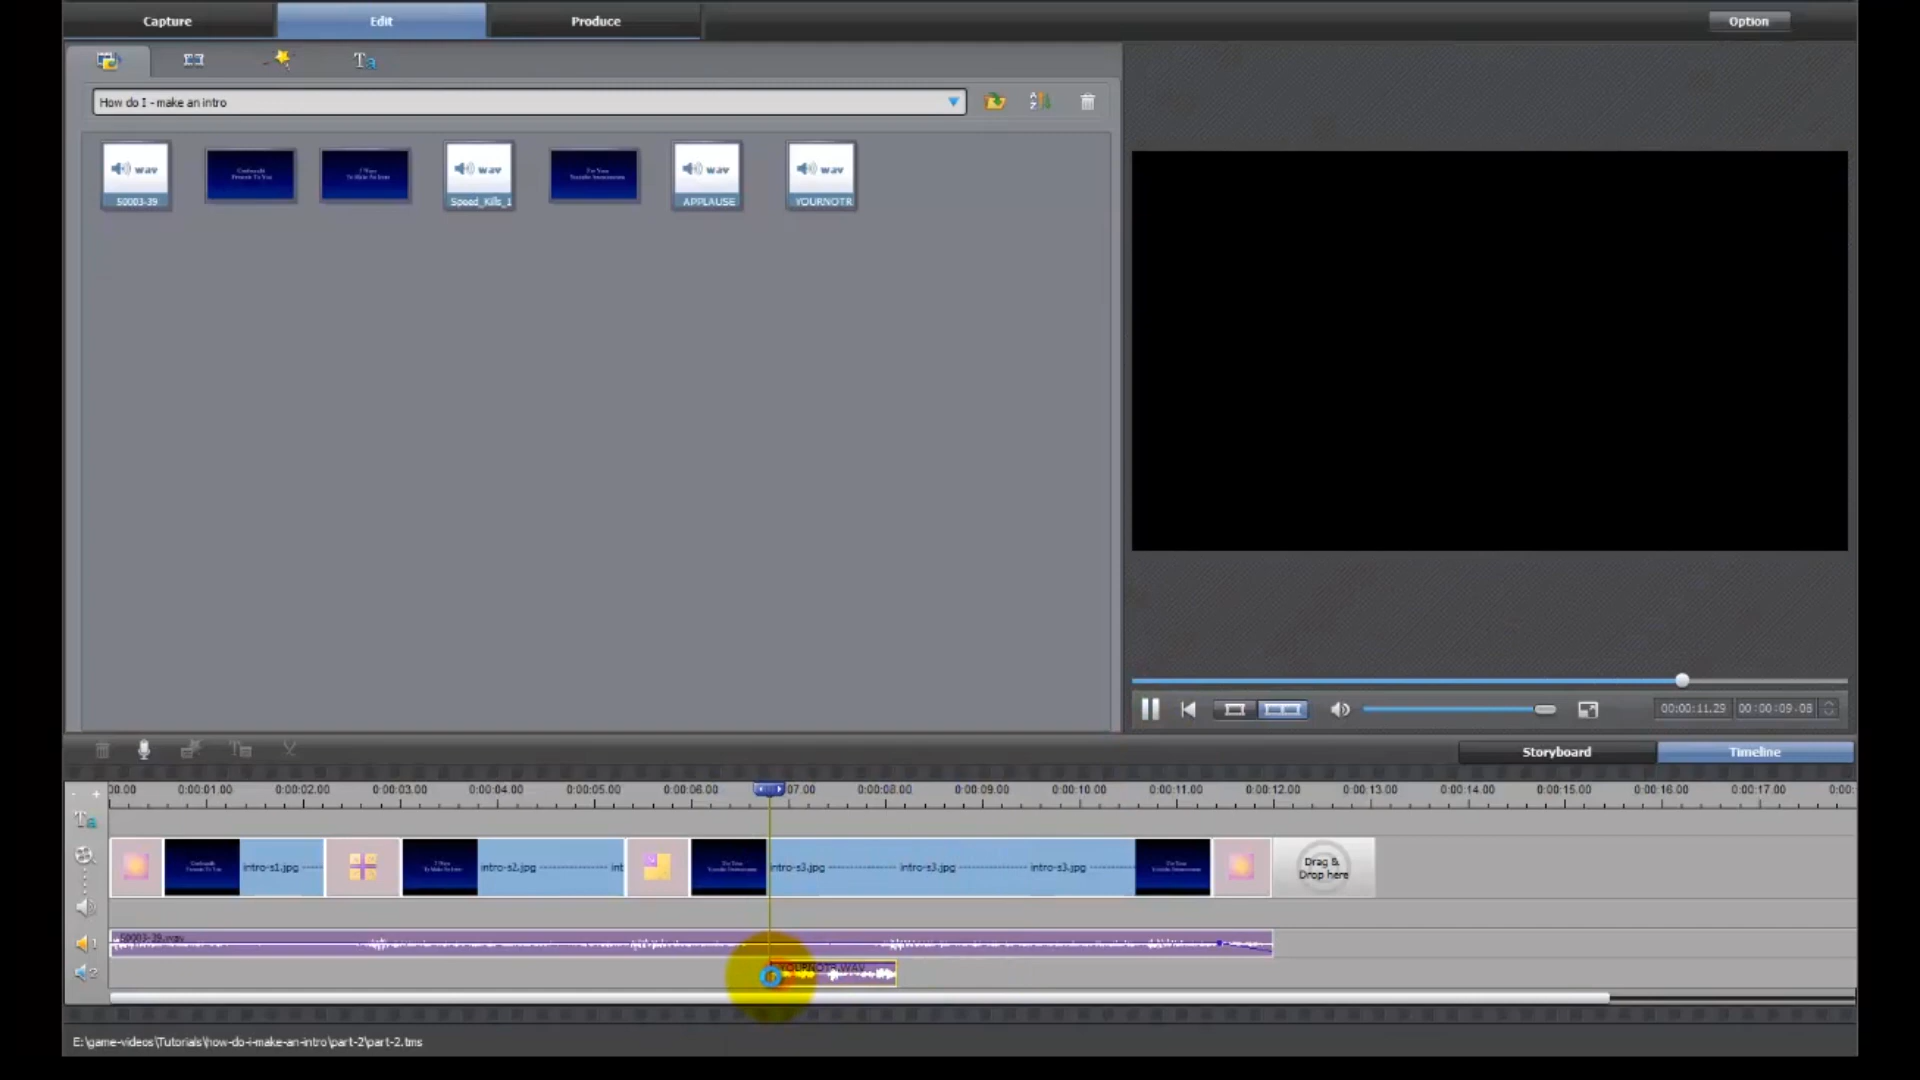 Capture Edit Produce Option
Ta
How do I - make an intro
wav wav wav wav
50003-39 Speed_Kills_1 APPLAUSE YOURNOTR
00:00:11.29 00:00:09.08
Storyboard Timeline
00.00 0:00:01.00 0:00:02.00 0:00:03.00 0:00:04.00 0:00:05.00 0:00:06.00 07.00 0:00:08.00 0:00:09.00 0:00:10.00 0:00:11.00 0:00:12.00 0:00:13.00 0:00:14.00 0:00:15.00 0:00:16.00 0:00:17.00 0:00:
Ta
intro-s1.jpg intro-s2.jpg int intro-s3.jpg intro-s3.jpg intro-s3.jpg Drag &
Drop here
50003-39.wav
1
YOURNOTR.WAV
2
E:\game-videos\Tutorials\how-do-i-make-an-intro\part-2\part-2.tms